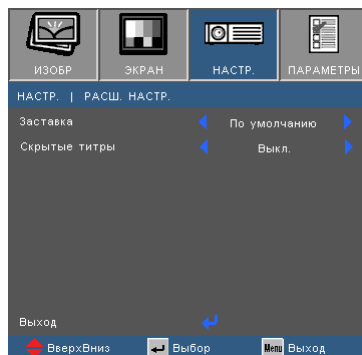 ИЗОБР ЭКРАН НАСТР. ПАРАМЕТРЫ
НАСТР. | РАСШ. НАСТР.
Заставка По умолчанию
Скрытые титры Выкл.
Выход
ВверхВниз Выбор Menu Выход